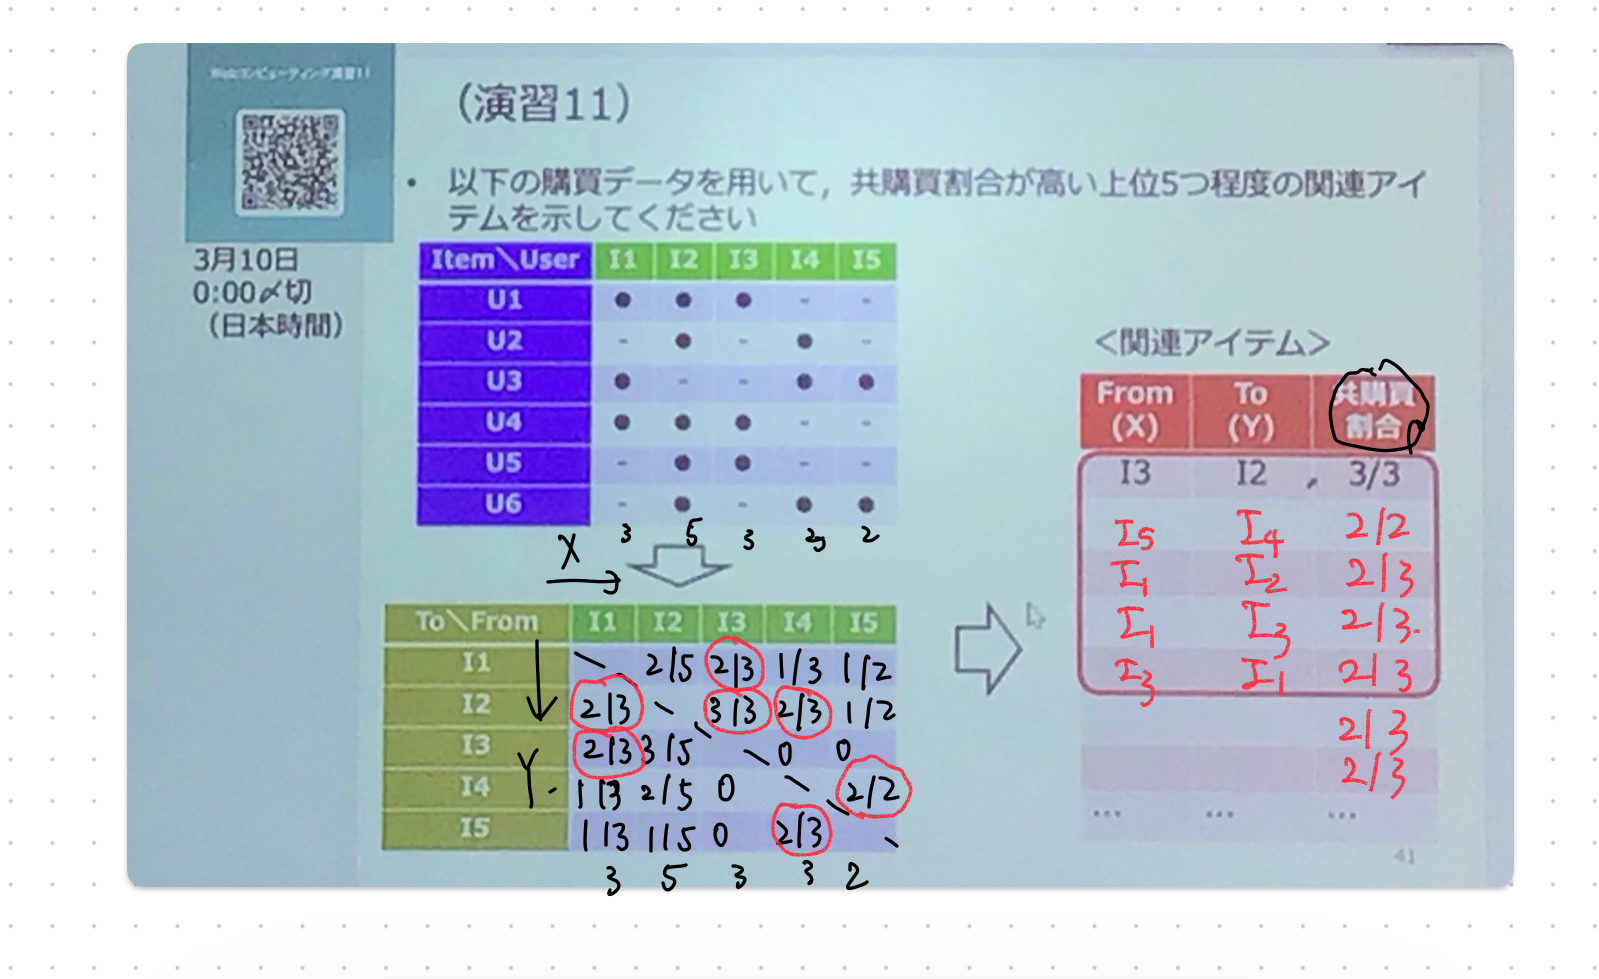 Webコンピューティング演習11
（演習11）
• 以下の購買データを用いて，共購買割合が高い上位5つ程度の関連アイ
テムを示してください
3月10日
0:00〆切
（日本時間）
Item＼User I1 I2 I3 I4 I5
U1 ● ● ● - -
U2 - ● - ● -
U3 ● - - ● ●
U4 ● ● ● - -
U5 - ● ● - -
U6 - ● - ● ●
3 5 3 2
X
To＼From I1 I2 I3 I4 I5
I1 \ 2/5 2/3 1/3 1/2
I2 2/3 \ 3/3 2/3 1/2
I3 2/3 3/5 \ 0 0
I4 1/3 2/5 0 \ 2/2
I5 1/3 1/5 0 2/3 \
Y
3 5 3 3 2
＜関連アイテム＞
From (X) To (Y) 共購買割合
I3 I2 3/3
I5 I4 2/2
I1 I2 2/3
I1 I3 2/3.
I3 I1 2/3
2/3
2/3
... ... ...
41